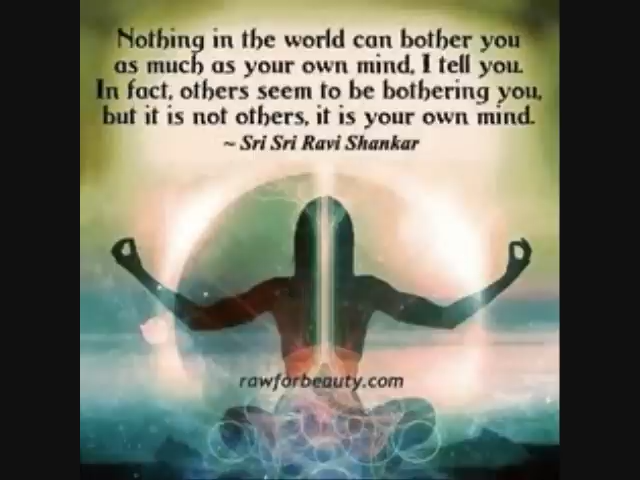 Nothing in the world can bother you
as much as your own mind, I tell you.
In fact, others seem to be bothering you,
but it is not others, it is your own mind.
~ Sri Sri Ravi Shankar
rawforbeauty.com